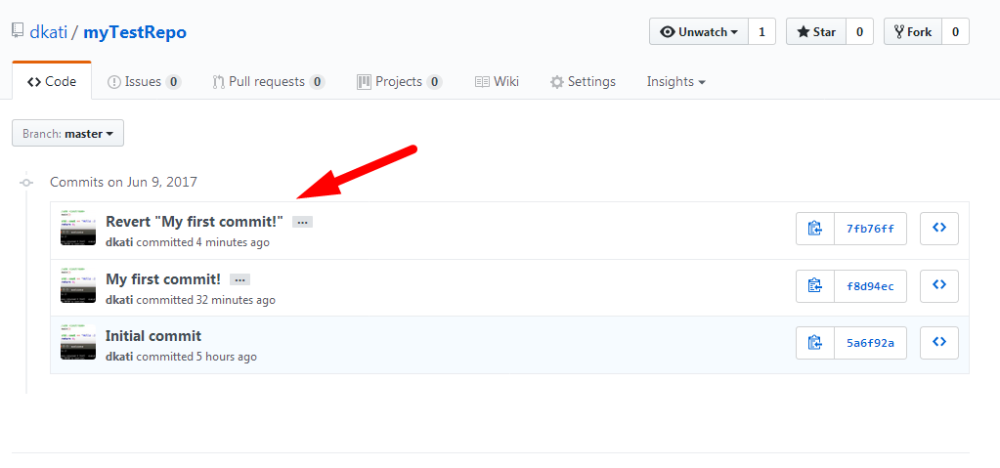 dkati / myTestRepo
Unwatch 1 Star 0 Fork 0
Code Issues 0 Pull requests 0 Projects 0 Wiki Settings Insights
Branch: master
Commits on Jun 9, 2017
Revert "My first commit!" …
dkati committed 4 minutes ago
7fb76ff
My first commit! …
dkati committed 32 minutes ago
f8d94ec
Initial commit
dkati committed 5 hours ago
5a6f92a